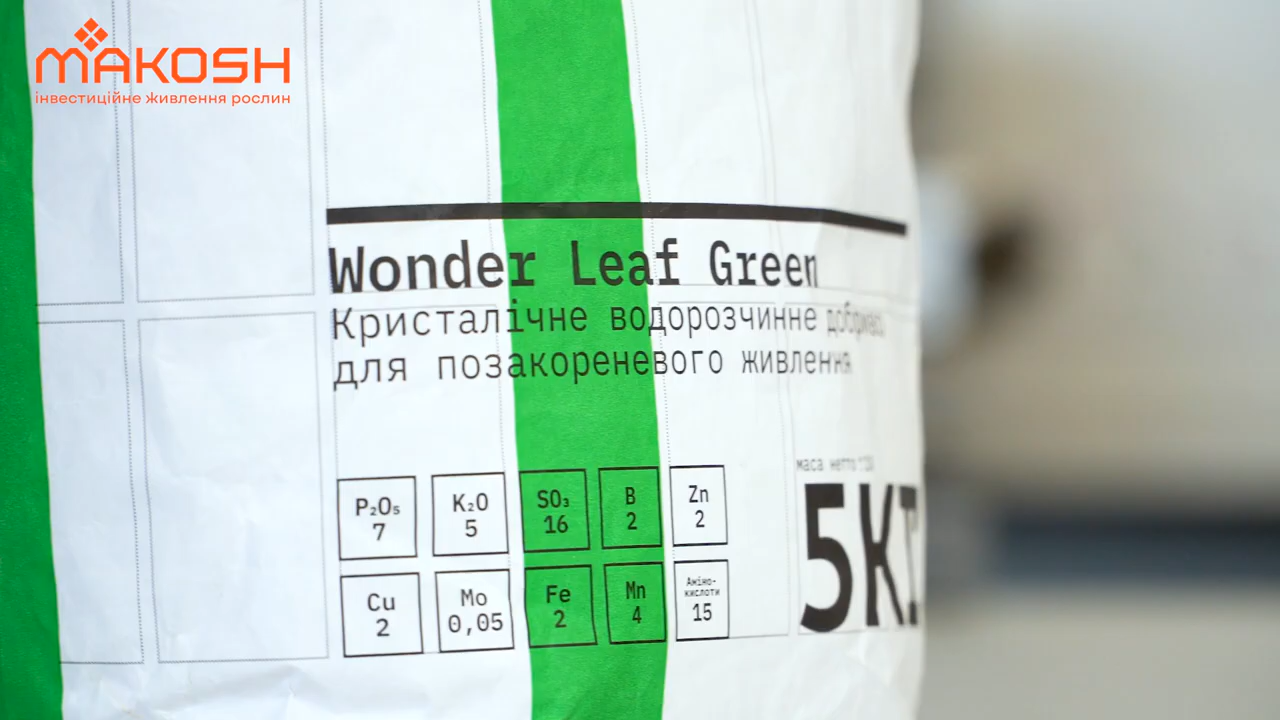 MAKOSH
інвестиційне живлення рослин
Wonder Leaf Green
Кристалічне водорозчинне добриво
для позакореневого живлення
P₂O₅ K₂O SO₃ B Zn
7 5 16 2 2
маса нетто
5КГ
Cu Mo Fe Mn Аміно-кислоти
2 0,05 2 4 15